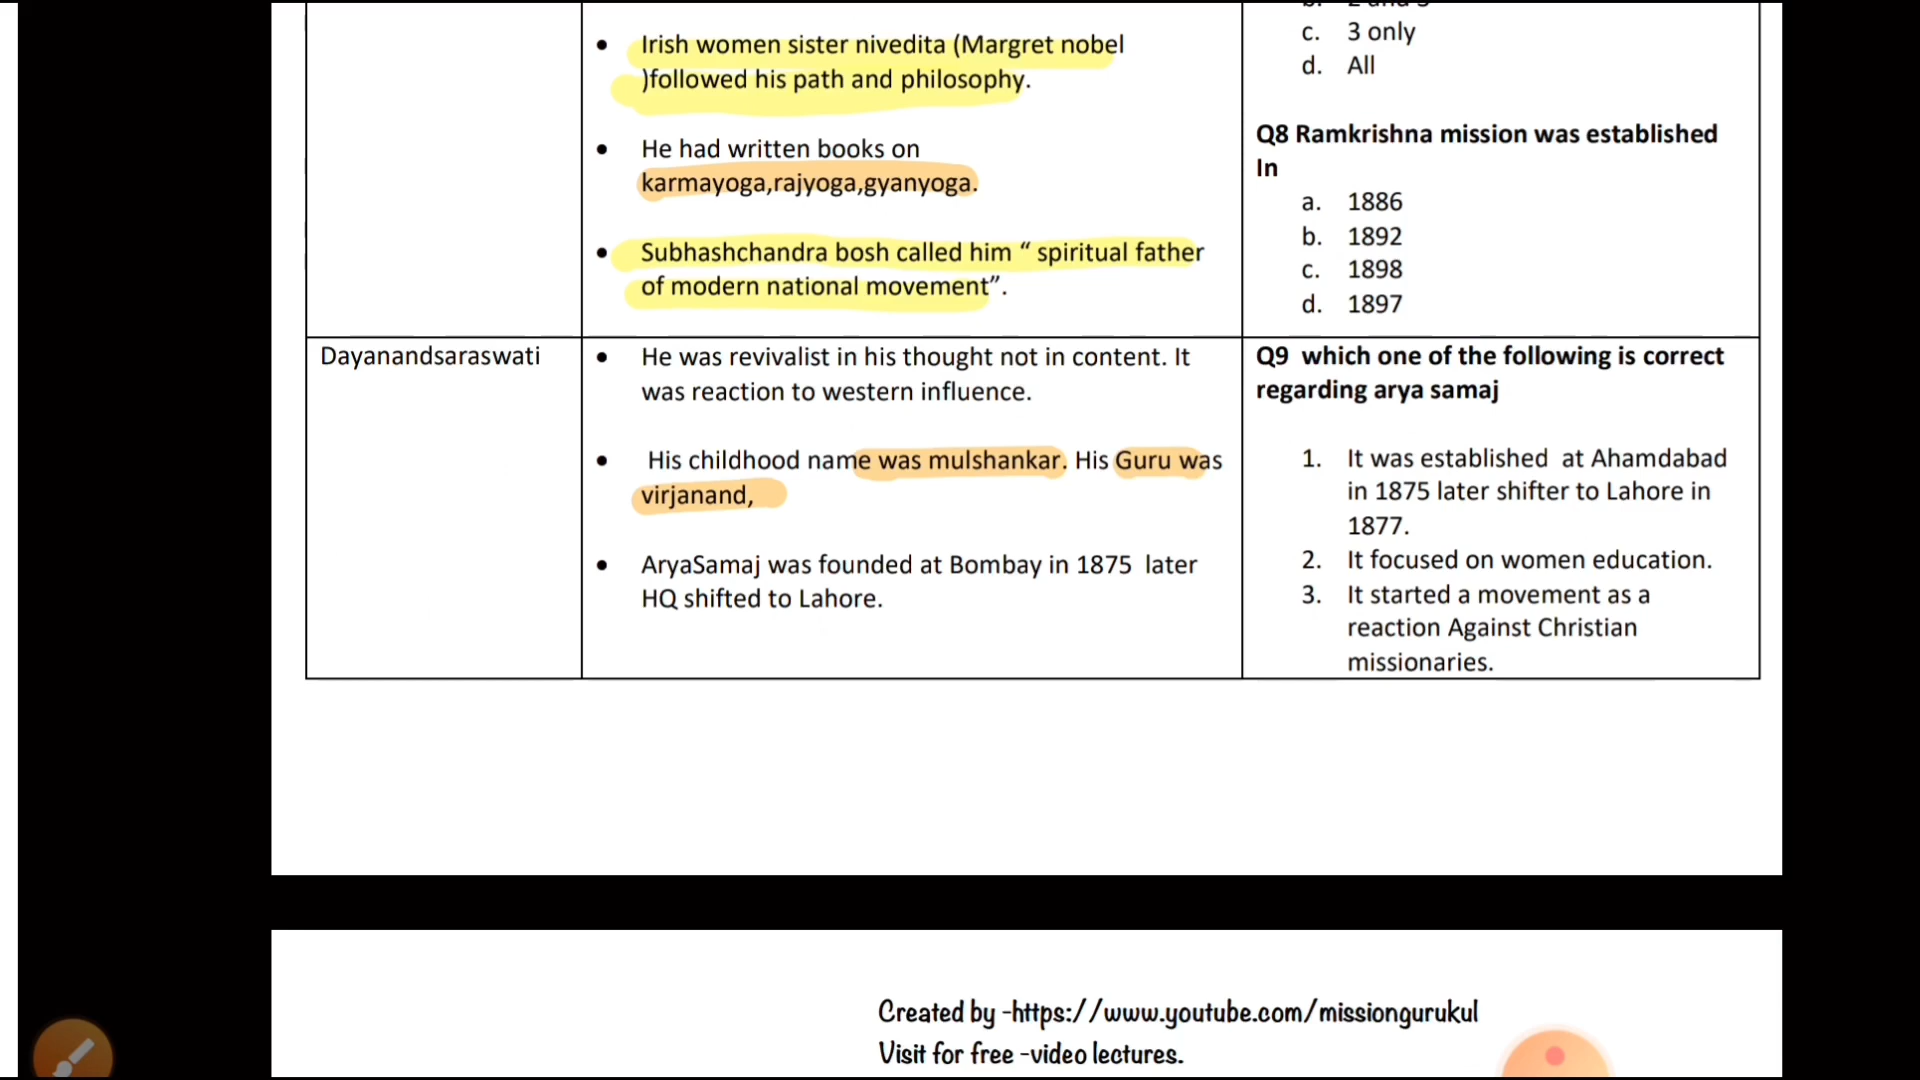 Irish women sister nivedita (Margret nobel
)followed his path and philosophy.
He had written books on
karmayoga,rajyoga,gyanyoga.
Subhashchandra bosh called him “ spiritual father
of modern national movement”.
c. 3 only
d. All
Q8 Ramkrishna mission was established
In
a. 1886
b. 1892
c. 1898
d. 1897
Dayanandsaraswati
He was revivalist in his thought not in content. It
was reaction to western influence.
His childhood name was mulshankar. His Guru was
virjanand,
AryaSamaj was founded at Bombay in 1875 later
HQ shifted to Lahore.
Q9 which one of the following is correct
regarding arya samaj
1. It was established at Ahamdabad
in 1875 later shifter to Lahore in
1877.
2. It focused on women education.
3. It started a movement as a
reaction Against Christian
missionaries.
Created by -https://www.youtube.com/missiongurukul
Visit for free -video lectures.